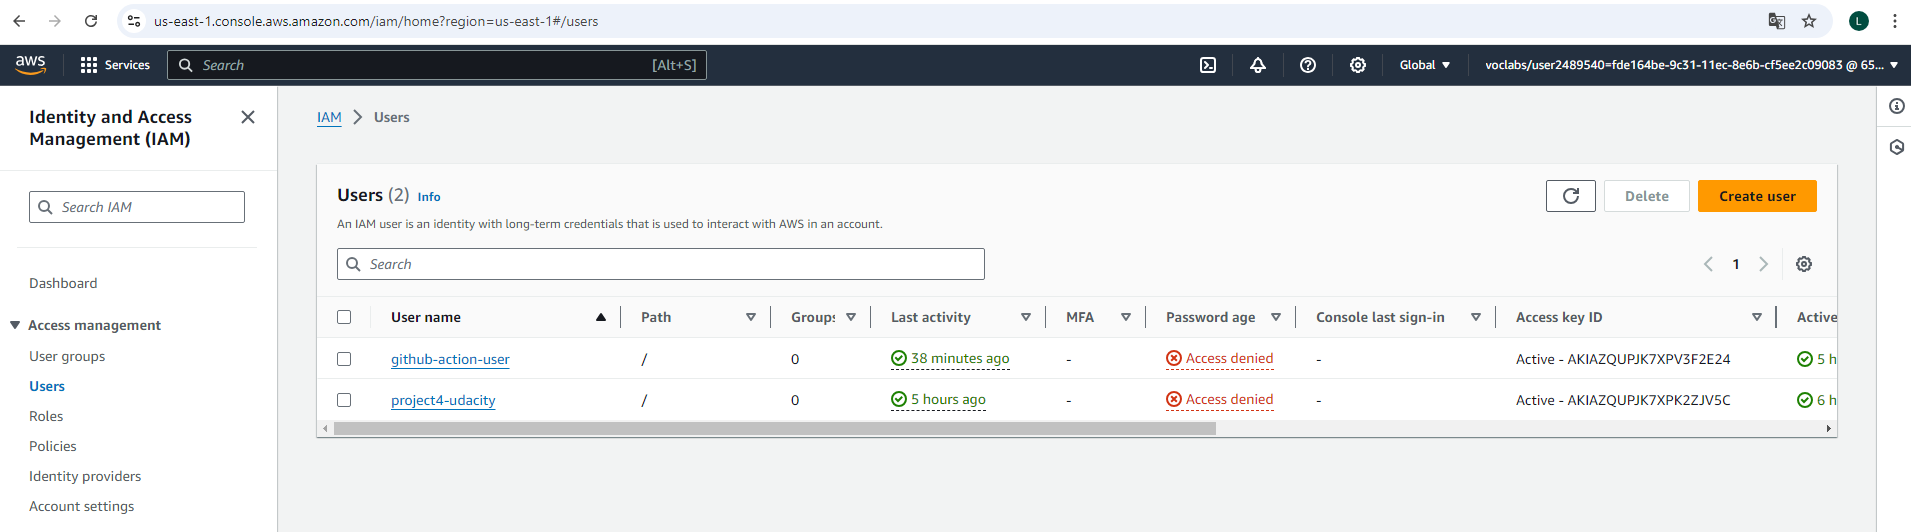 us-east-1.console.aws.amazon.com/iam/home?region=us-east-1#/users
L
aws
Services
Search
[Alt+S]
Global
voclabs/user2489540=fde164be-9c31-11ec-8e6b-cf5ee2c09083 @ 65...
Identity and Access
Management (IAM)
Search IAM
Dashboard
Access management
User groups
Users
Roles
Policies
Identity providers
Account settings
IAM > Users
Users (2) Info
Delete
Create user
An IAM user is an identity with long-term credentials that is used to interact with AWS in an account.
Search
1
User name Path Groups Last activity MFA Password age Console last sign-in Access key ID Active
github-action-user / 0 38 minutes ago - Access denied - Active - AKIAZQUPJK7XPV3F2E24 5 h
project4-udacity / 0 5 hours ago - Access denied - Active - AKIAZQUPJK7XPK2ZJV5C 6 h